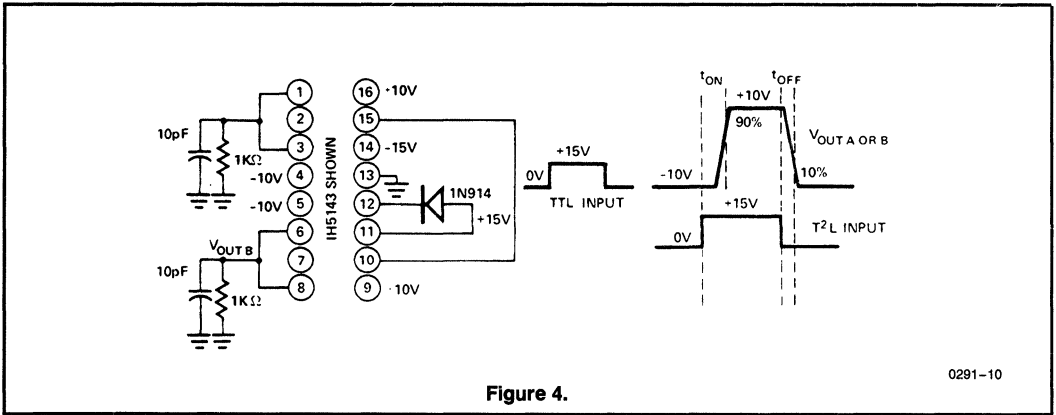 1
2
3
4
5
6
7
8
16
15
14
13
12
11
10
9
10pF
1KΩ
-10V
-10V
VOUT B
10pF
1KΩ
IH5143 SHOWN
+10V
-15V
1N914
+15V
·10V
0V
+15V
TTL INPUT
tON
tOFF
+10V
90%
VOUT A OR B
-10V
10%
+15V
0V
T²L INPUT
0291-10
Figure 4.